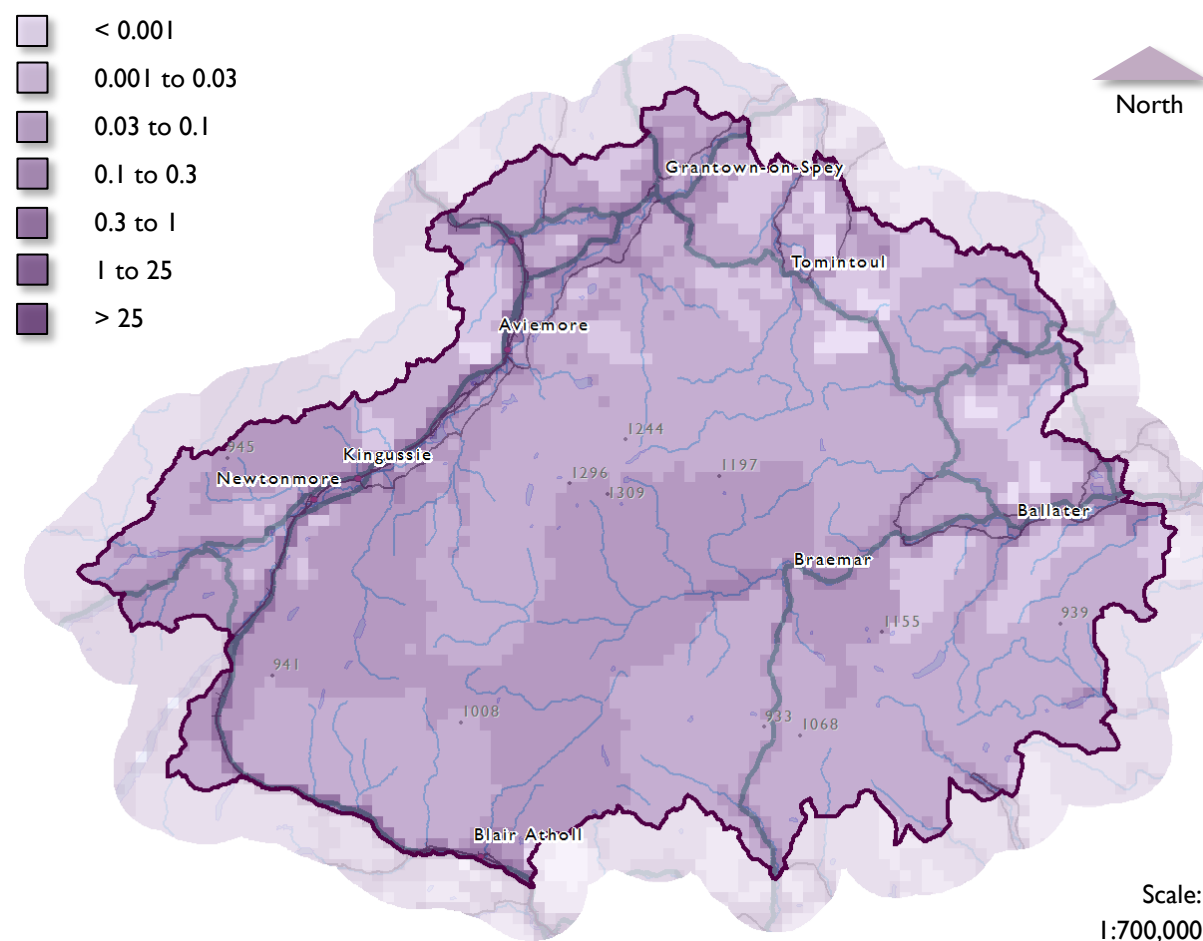 < 0.001
0.001 to 0.03
0.03 to 0.1
0.1 to 0.3
0.3 to 1
1 to 25
> 25
North
Grantown-on-Spey
Tomintoul
Aviemore
1244
945
Kingussie
1296
1197
Newtonmore
1309
Ballater
Braemar
939
1155
941
1008
933
1068
Blair Atholl
Scale:
1:700,000